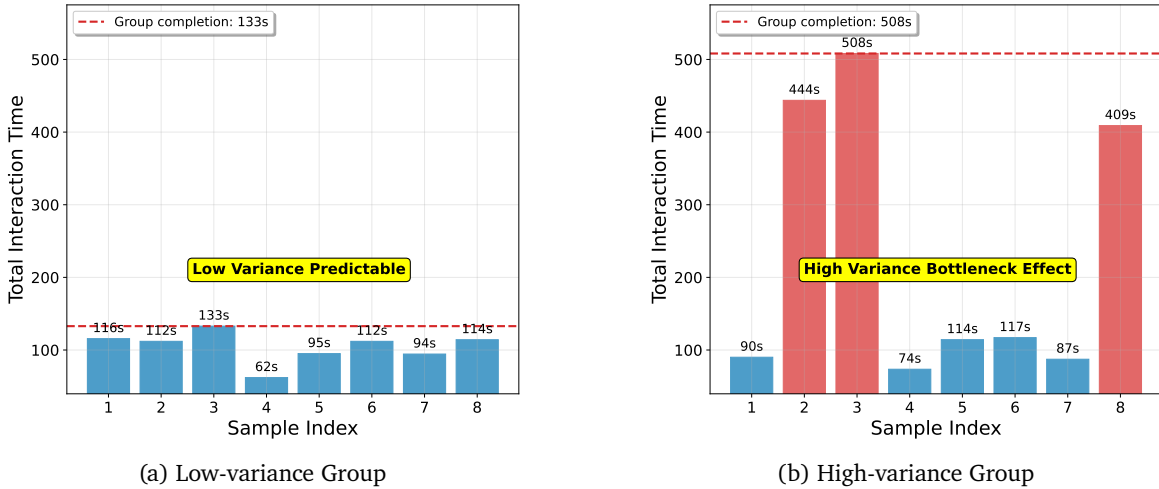 Group completion: 133s
Total Interaction Time
500
400
300
200
100
Low Variance Predictable
116s
112s
133s
62s
95s
112s
94s
114s
1 2 3 4 5 6 7 8
Sample Index
(a) Low-variance Group
Group completion: 508s
Total Interaction Time
500
400
300
200
100
High Variance Bottleneck Effect
90s
444s
508s
74s
114s
117s
87s
409s
1 2 3 4 5 6 7 8
Sample Index
(b) High-variance Group